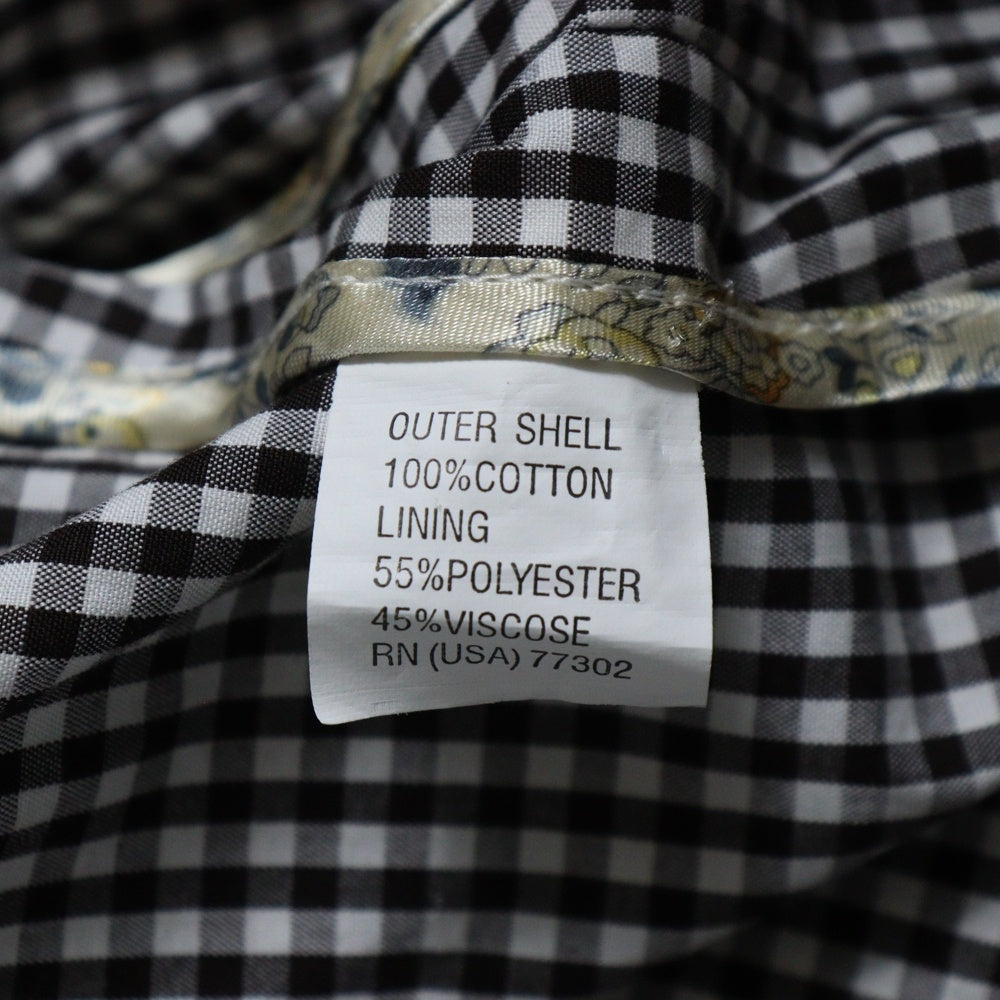 OUTER SHELL
100%COTTON
LINING
55%POLYESTER
45%VISCOSE
RN (USA) 77302